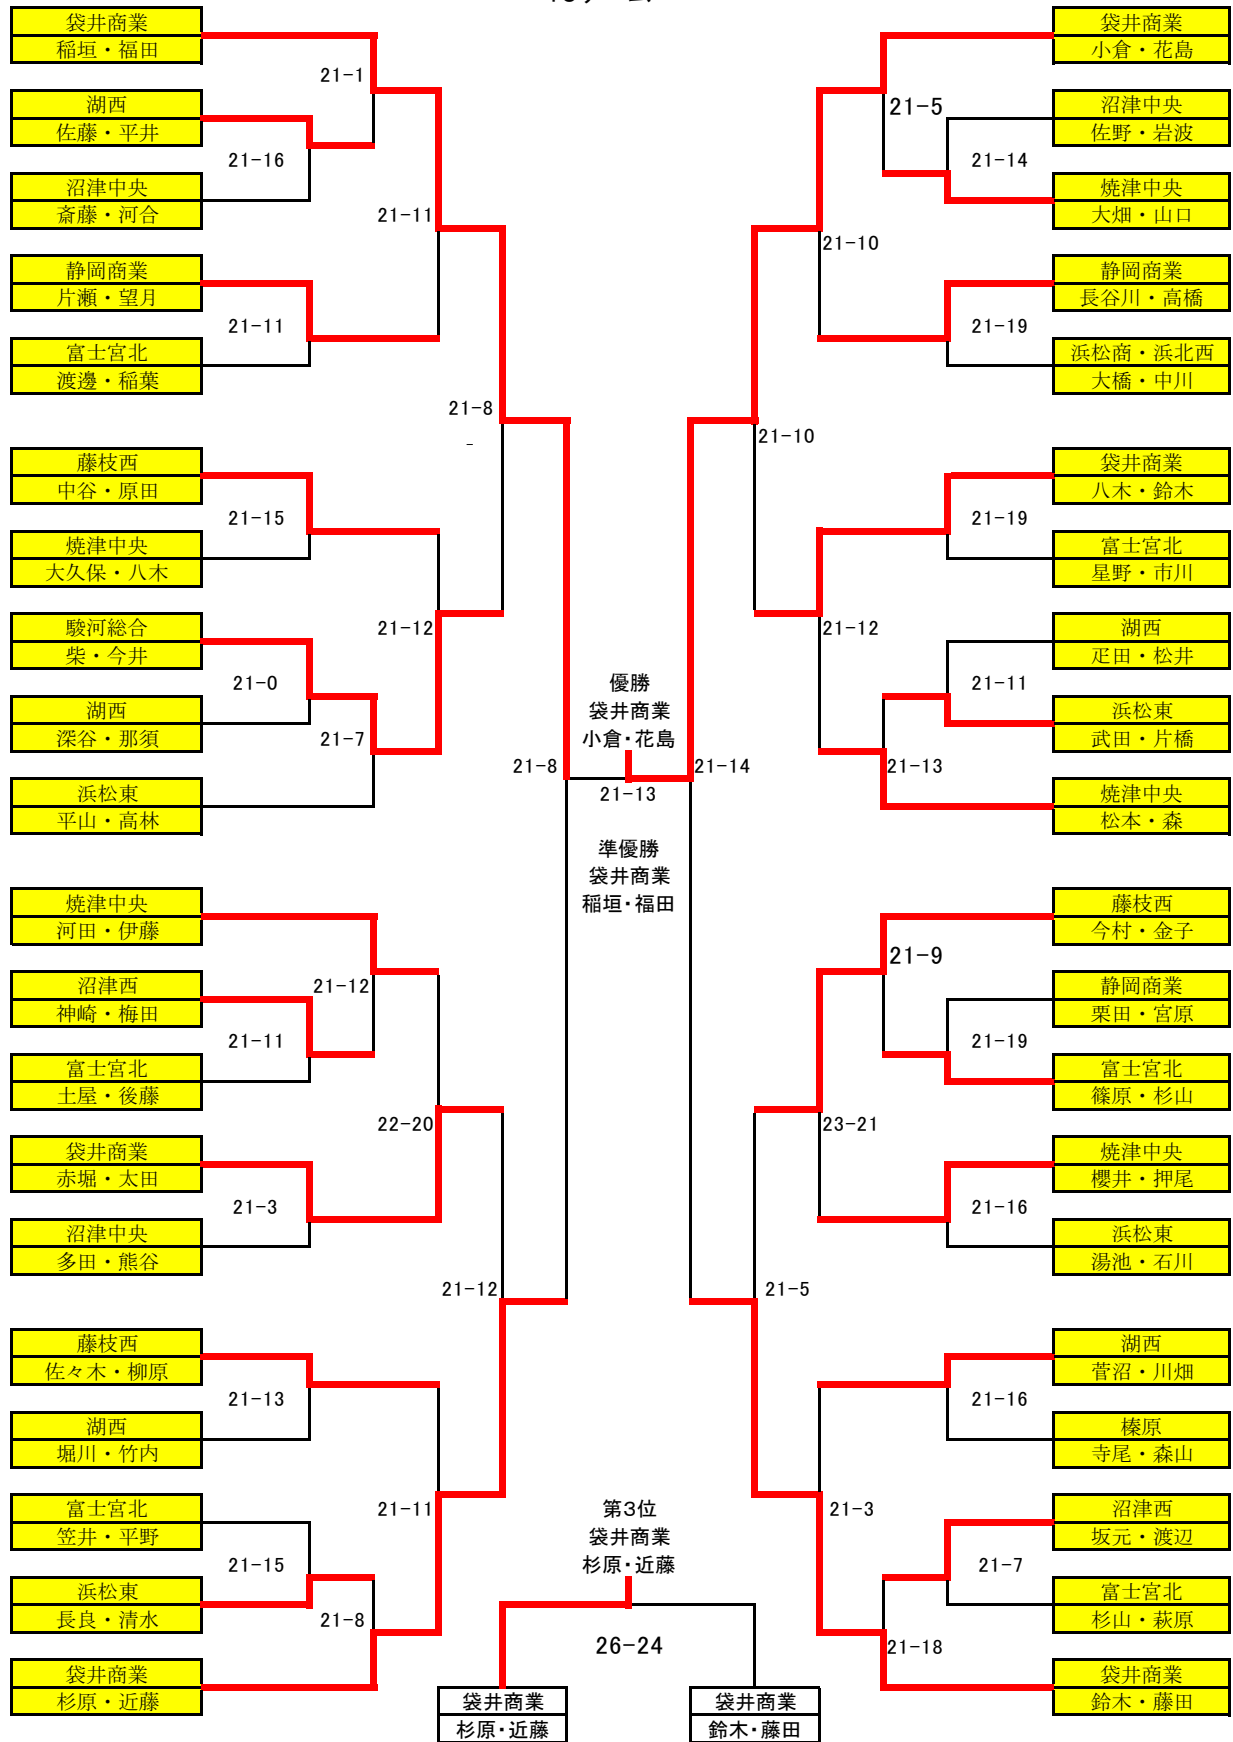 袋井商業
稲垣・福田
21-1
湖西
佐藤・平井
21-16
沼津中央
斎藤・河合
21-11
静岡商業
片瀬・望月
21-11
富士宮北
渡邊・稲葉
21-8
-
藤枝西
中谷・原田
21-15
焼津中央
大久保・八木
21-12
駿河総合
柴・今井
21-0
湖西
深谷・那須
21-7
浜松東
平山・高林
21-8
焼津中央
河田・伊藤
21-12
沼津西
神崎・梅田
21-11
富士宮北
土屋・後藤
22-20
袋井商業
赤堀・太田
21-3
沼津中央
多田・熊谷
21-12
藤枝西
佐々木・柳原
21-13
湖西
堀川・竹内
21-11
富士宮北
笠井・平野
21-15
浜松東
長良・清水
21-8
袋井商業
杉原・近藤
優勝
袋井商業
小倉・花島
21-13
準優勝
袋井商業
稲垣・福田
第3位
袋井商業
杉原・近藤
26-24
袋井商業
杉原・近藤
袋井商業
鈴木・藤田
袋井商業
小倉・花島
21-5
沼津中央
佐野・岩波
21-14
焼津中央
大畑・山口
21-10
静岡商業
長谷川・高橋
21-19
浜松商・浜北西
大橋・中川
21-10
袋井商業
八木・鈴木
21-19
富士宮北
星野・市川
21-12
湖西
疋田・松井
21-11
浜松東
武田・片橋
21-13
焼津中央
松本・森
21-14
藤枝西
今村・金子
21-9
静岡商業
栗田・宮原
21-19
富士宮北
篠原・杉山
23-21
焼津中央
櫻井・押尾
21-16
浜松東
湯池・石川
21-5
湖西
菅沼・川畑
21-16
榛原
寺尾・森山
21-3
沼津西
坂元・渡辺
21-7
富士宮北
杉山・萩原
21-18
袋井商業
鈴木・藤田